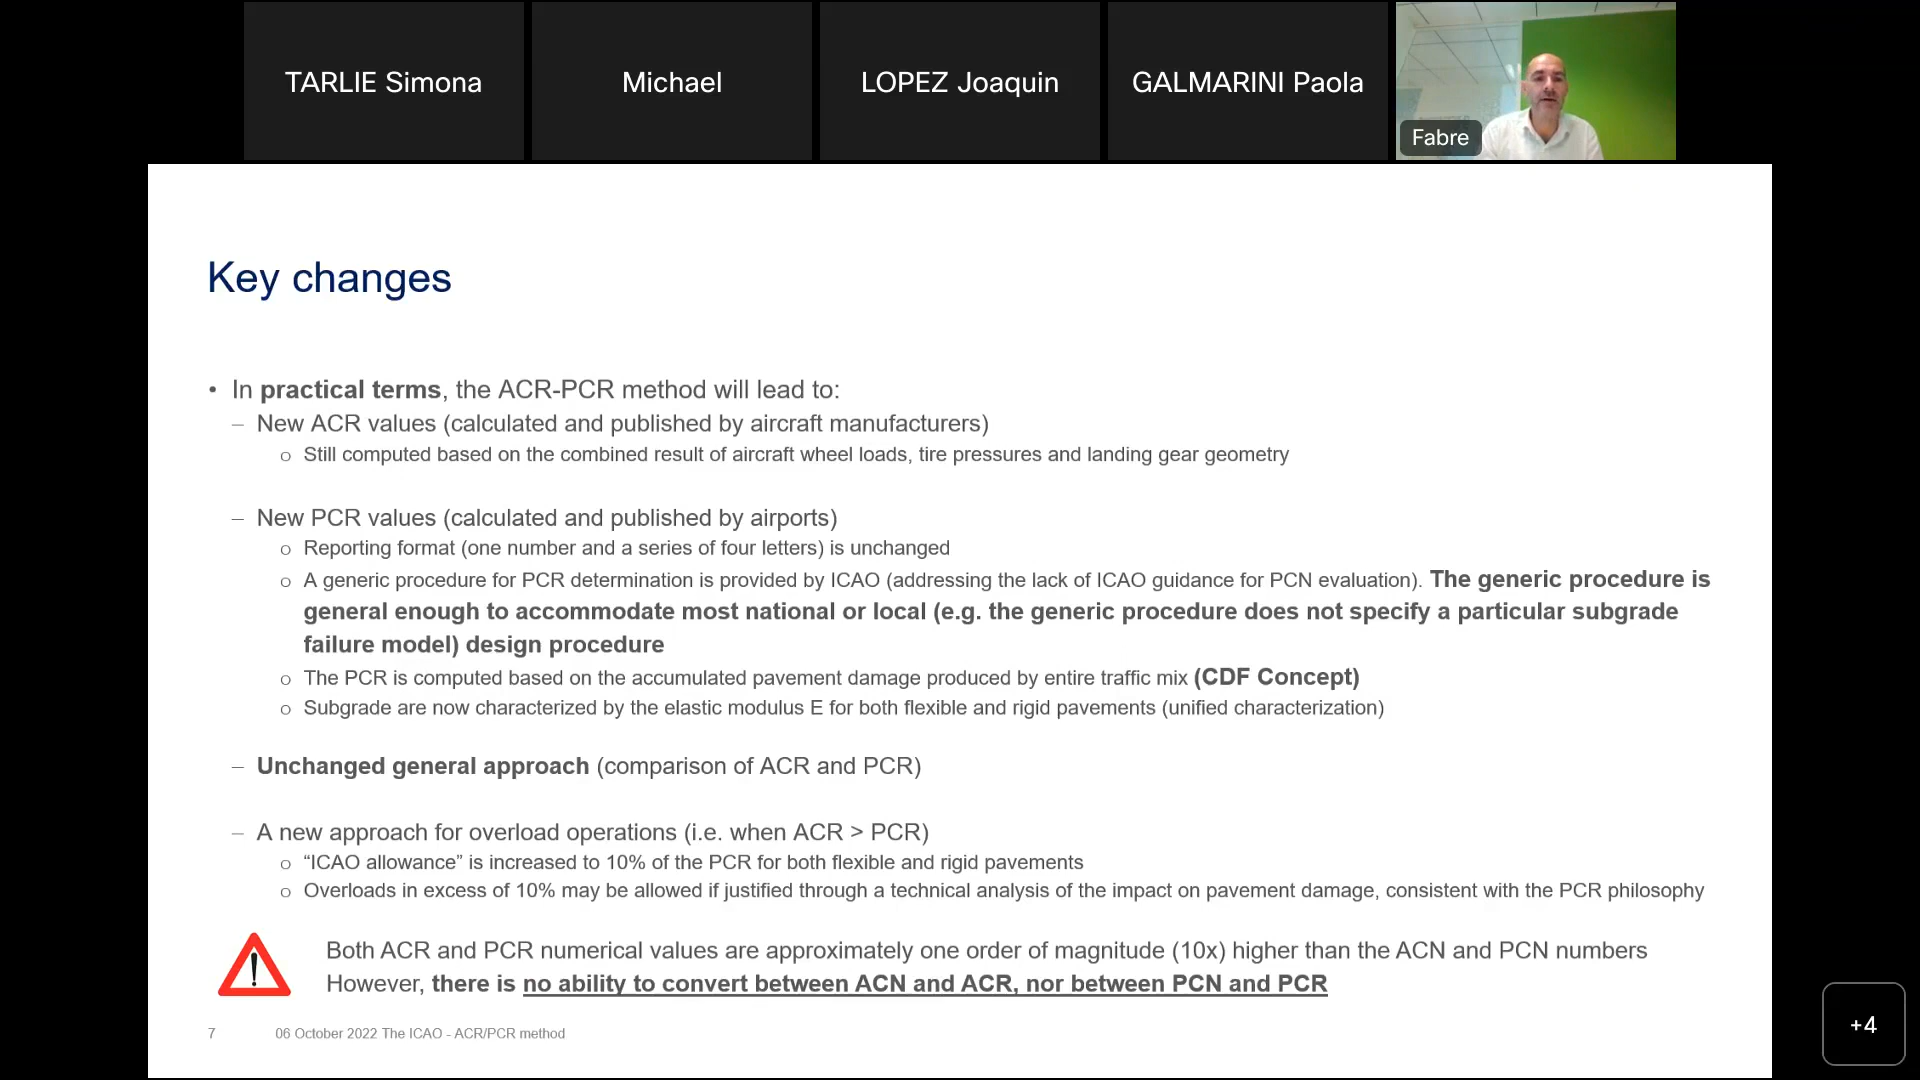 TARLIE Simona
Michael
LOPEZ Joaquin
GALMARINI Paola
Fabre
Key changes
• In practical terms, the ACR-PCR method will lead to:
– New ACR values (calculated and published by aircraft manufacturers)
o Still computed based on the combined result of aircraft wheel loads, tire pressures and landing gear geometry
– New PCR values (calculated and published by airports)
o Reporting format (one number and a series of four letters) is unchanged
o A generic procedure for PCR determination is provided by ICAO (addressing the lack of ICAO guidance for PCN evaluation). The generic procedure is
general enough to accommodate most national or local (e.g. the generic procedure does not specify a particular subgrade
failure model) design procedure
o The PCR is computed based on the accumulated pavement damage produced by entire traffic mix (CDF Concept)
o Subgrade are now characterized by the elastic modulus E for both flexible and rigid pavements (unified characterization)
– Unchanged general approach (comparison of ACR and PCR)
– A new approach for overload operations (i.e. when ACR > PCR)
o “ICAO allowance” is increased to 10% of the PCR for both flexible and rigid pavements
o Overloads in excess of 10% may be allowed if justified through a technical analysis of the impact on pavement damage, consistent with the PCR philosophy
Both ACR and PCR numerical values are approximately one order of magnitude (10x) higher than the ACN and PCN numbers
However, there is no ability to convert between ACN and ACR, nor between PCN and PCR
7 06 October 2022 The ICAO - ACR/PCR method
+4